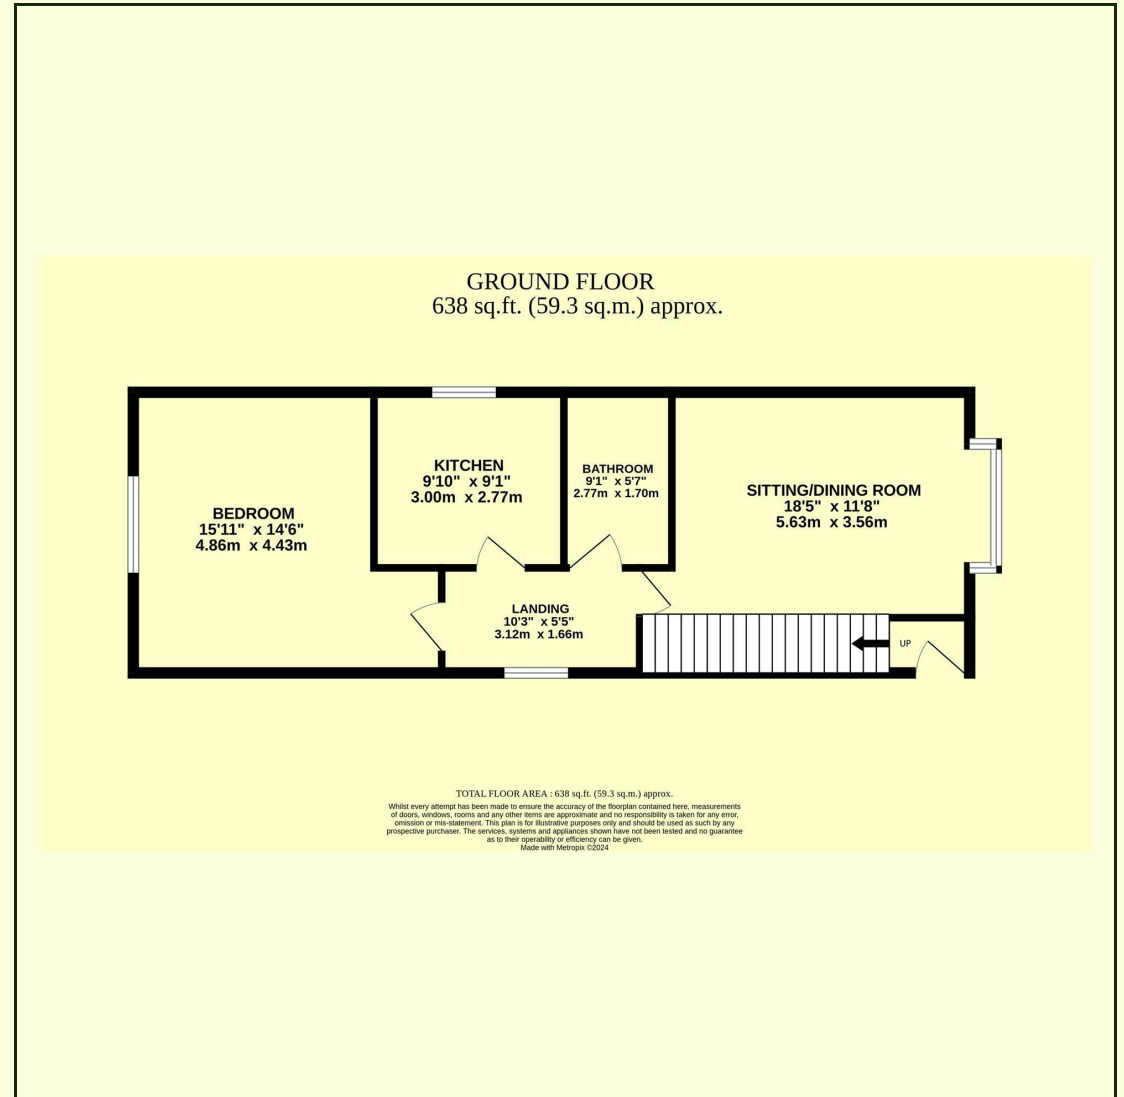 GROUND FLOOR
638 sq.ft. (59.3 sq.m.) approx.
KITCHEN
9'10" x 9'1"
3.00m x 2.77m
BATHROOM
9'1" x 5'7"
2.77m x 1.70m
SITTING/DINING ROOM
18'5" x 11'8"
5.63m x 3.56m
BEDROOM
15'11" x 14'6"
4.86m x 4.43m
LANDING
10'3" x 5'5"
3.12m x 1.66m
UP
TOTAL FLOOR AREA : 638 sq.ft. (59.3 sq.m.) approx.
Whilst every attempt has been made to ensure the accuracy of the floorplan contained here, measurements
of doors, windows, rooms and any other items are approximate and no responsibility is taken for any error,
omission or mis-statement. This plan is for illustrative purposes only and should be used as such by any
prospective purchaser. The services, systems and appliances shown have not been tested and no guarantee
as to their operability or efficiency can be given.
Made with Metropix ©2024